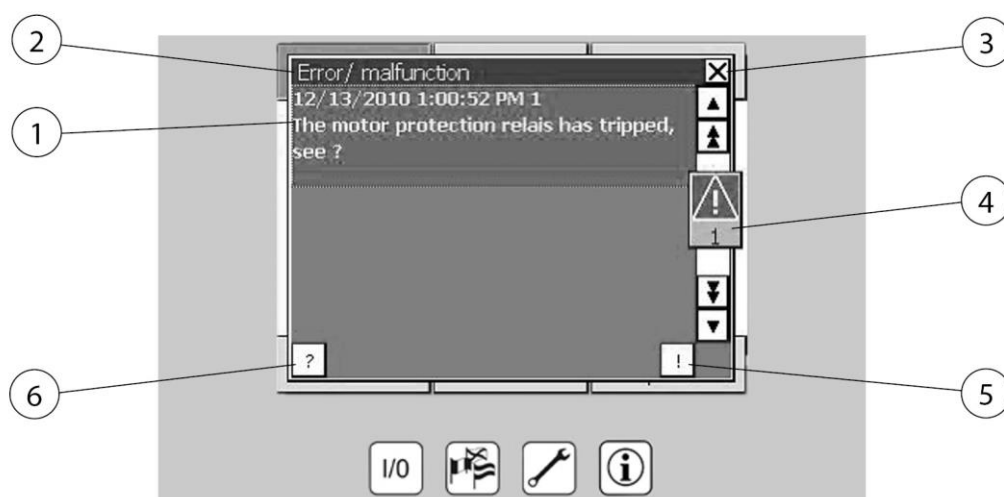 2
3
Error/ malfunction
12/13/2010 1:00:52 PM 1
The motor protection relais has tripped,
see ?
1
4
1
?
!
6
5
I/0
i